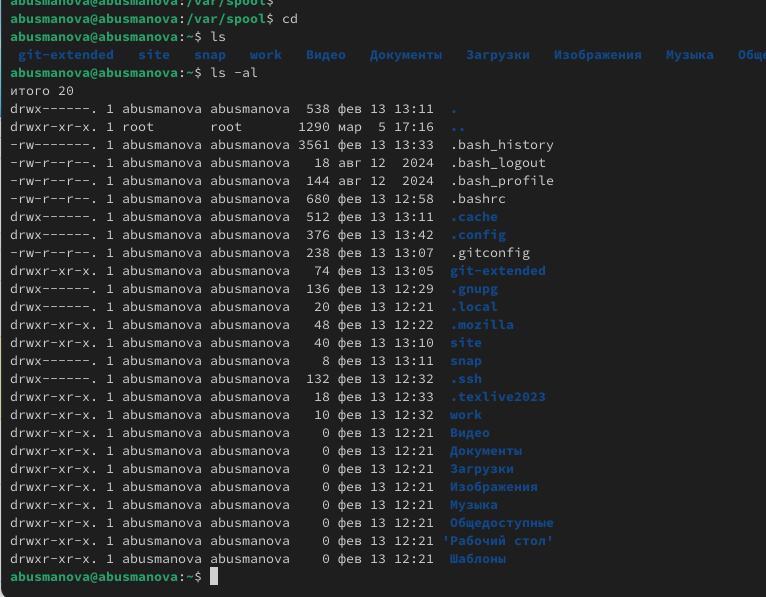 abusmanova@abusmanova:/var/spool$
abusmanova@abusmanova:/var/spool$ cd
abusmanova@abusmanova:~$ ls
git-extended site snap work Видео Документы Загрузки Изображения Музыка
abusmanova@abusmanova:~$ ls -al
итого 20
drwx------. 1 abusmanova abusmanova 538 фев 13 13:11 .
drwxr-xr-x. 1 root root 1290 мар 5 17:16 ..
-rw-------. 1 abusmanova abusmanova 3561 фев 13 13:33 .bash_history
-rw-r--r--. 1 abusmanova abusmanova 18 авг 12 2024 .bash_logout
-rw-r--r--. 1 abusmanova abusmanova 144 авг 12 2024 .bash_profile
-rw-r--r--. 1 abusmanova abusmanova 680 фев 13 12:58 .bashrc
drwx------. 1 abusmanova abusmanova 512 фев 13 13:11 .cache
drwx------. 1 abusmanova abusmanova 376 фев 13 13:42 .config
-rw-r--r--. 1 abusmanova abusmanova 238 фев 13 13:07 .gitconfig
drwxr-xr-x. 1 abusmanova abusmanova 74 фев 13 13:05 git-extended
drwx------. 1 abusmanova abusmanova 136 фев 13 12:29 .gnupg
drwx------. 1 abusmanova abusmanova 20 фев 13 12:21 .local
drwxr-xr-x. 1 abusmanova abusmanova 48 фев 13 12:22 .mozilla
drwxr-xr-x. 1 abusmanova abusmanova 40 фев 13 13:10 site
drwx------. 1 abusmanova abusmanova 8 фев 13 13:11 snap
drwx------. 1 abusmanova abusmanova 132 фев 13 12:32 .ssh
drwxr-xr-x. 1 abusmanova abusmanova 18 фев 13 12:33 .texlive2023
drwxr-xr-x. 1 abusmanova abusmanova 10 фев 13 12:32 work
drwxr-xr-x. 1 abusmanova abusmanova 0 фев 13 12:21 Видео
drwxr-xr-x. 1 abusmanova abusmanova 0 фев 13 12:21 Документы
drwxr-xr-x. 1 abusmanova abusmanova 0 фев 13 12:21 Загрузки
drwxr-xr-x. 1 abusmanova abusmanova 0 фев 13 12:21 Изображения
drwxr-xr-x. 1 abusmanova abusmanova 0 фев 13 12:21 Музыка
drwxr-xr-x. 1 abusmanova abusmanova 0 фев 13 12:21 Общедоступные
drwxr-xr-x. 1 abusmanova abusmanova 0 фев 13 12:21 'Рабочий стол'
drwxr-xr-x. 1 abusmanova abusmanova 0 фев 13 12:21 Шаблоны
abusmanova@abusmanova:~$